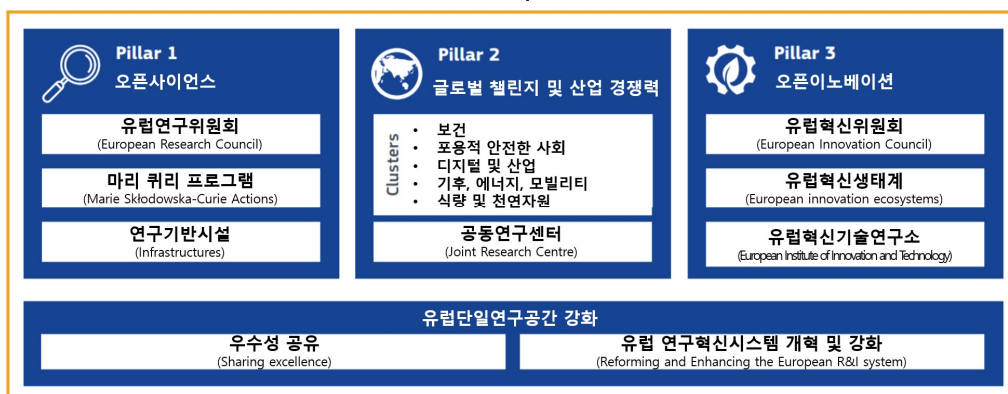 Pillar 1
오픈사이언스
유럽연구위원회
(European Research Council)
마리 퀴리 프로그램
(Marie Skłodowska-Curie Actions)
연구기반시설
(Infrastructures)
Pillar 2
글로벌 챌린지 및 산업 경쟁력
Clusters
• 보건
• 포용적 안전한 사회
• 디지털 및 산업
• 기후, 에너지, 모빌리티
• 식량 및 천연자원
공동연구센터
(Joint Research Centre)
Pillar 3
오픈이노베이션
유럽혁신위원회
(European Innovation Council)
유럽혁신생태계
(European innovation ecosystems)
유럽혁신기술연구소
(European Institute of Innovation and Technology)
유럽단일연구공간 강화
우수성 공유
(Sharing excellence)
유럽 연구혁신시스템 개혁 및 강화
(Reforming and Enhancing the European R&I system)